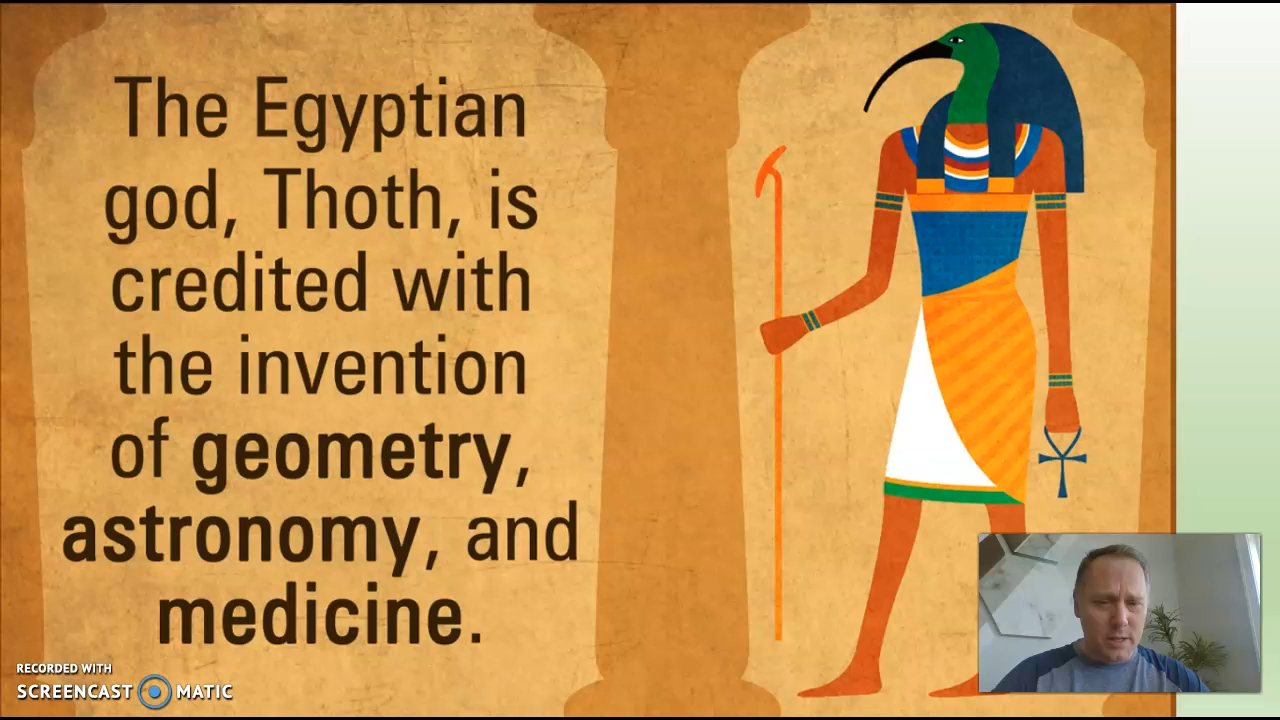 The Egyptian
god, Thoth, is
credited with
the invention
of geometry,
astronomy, and
medicine.
RECORDED WITH
SCREENCAST MATIC